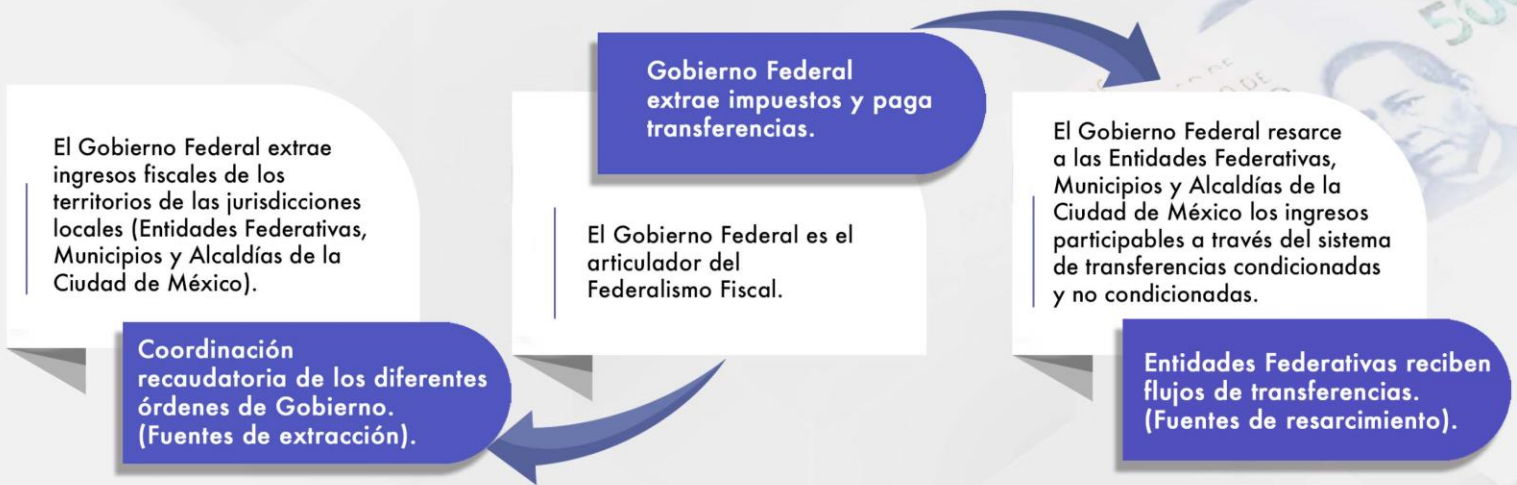 El Gobierno Federal extrae
ingresos fiscales de los
territorios de las jurisdicciones
locales (Entidades Federativas,
Municipios y Alcaldías de la
Ciudad de México).
Coordinación
recaudatoria de los diferentes
órdenes de Gobierno.
(Fuentes de extracción).
Gobierno Federal
extrae impuestos y paga
transferencias.
El Gobierno Federal es el
articulador del
Federalismo Fiscal.
El Gobierno Federal resarce
a las Entidades Federativas,
Municipios y Alcaldías de la
Ciudad de México los ingresos
participables a través del sistema
de transferencias condicionadas
y no condicionadas.
Entidades Federativas reciben
flujos de transferencias.
(Fuentes de resarcimiento).